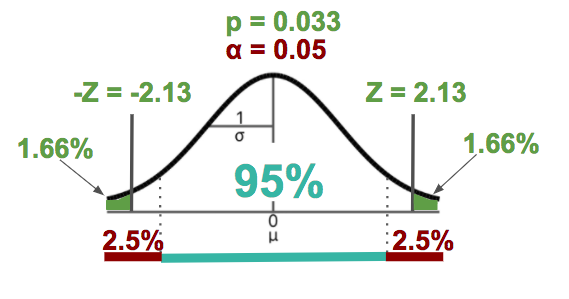 p = 0.033
α = 0.05
-Z = -2.13
Z = 2.13
1
σ
1.66%
1.66%
95%
0
μ
2.5%
2.5%